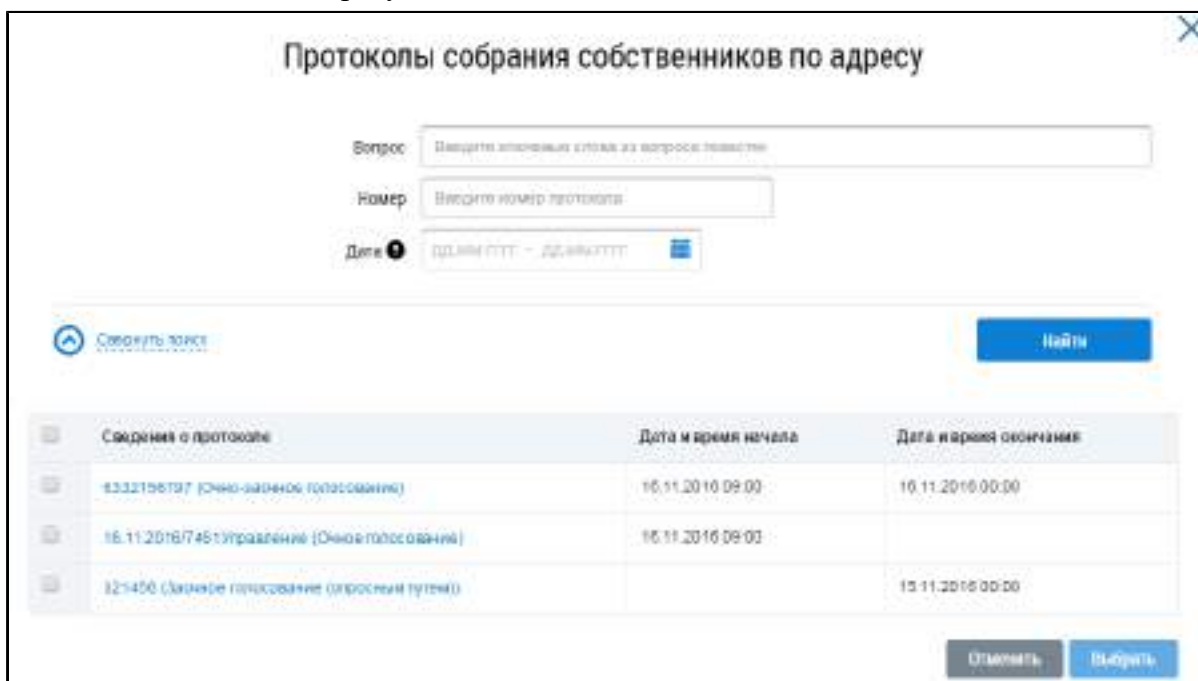 Протоколы собрания собственников по адресу
Вопрос Введите ключевые слова из вопроса повестки
Номер Введите номер протокола
Дата ДД.ММ.ГГГГ - ДД.ММ.ГГГГ
Свернуть поиск Найти
Сведения о протоколе Дата и время начала Дата и время окончания
(Очно-заочное голосование) 16.11.2016 09:00 16.11.2016 00:00
16.11.2016/7461Управление (Очное голосование) 16.11.2016 09:00
321456 (Заочное голосование (опросным путем)) 15.11.2016 00:00
Отменить Выбрать